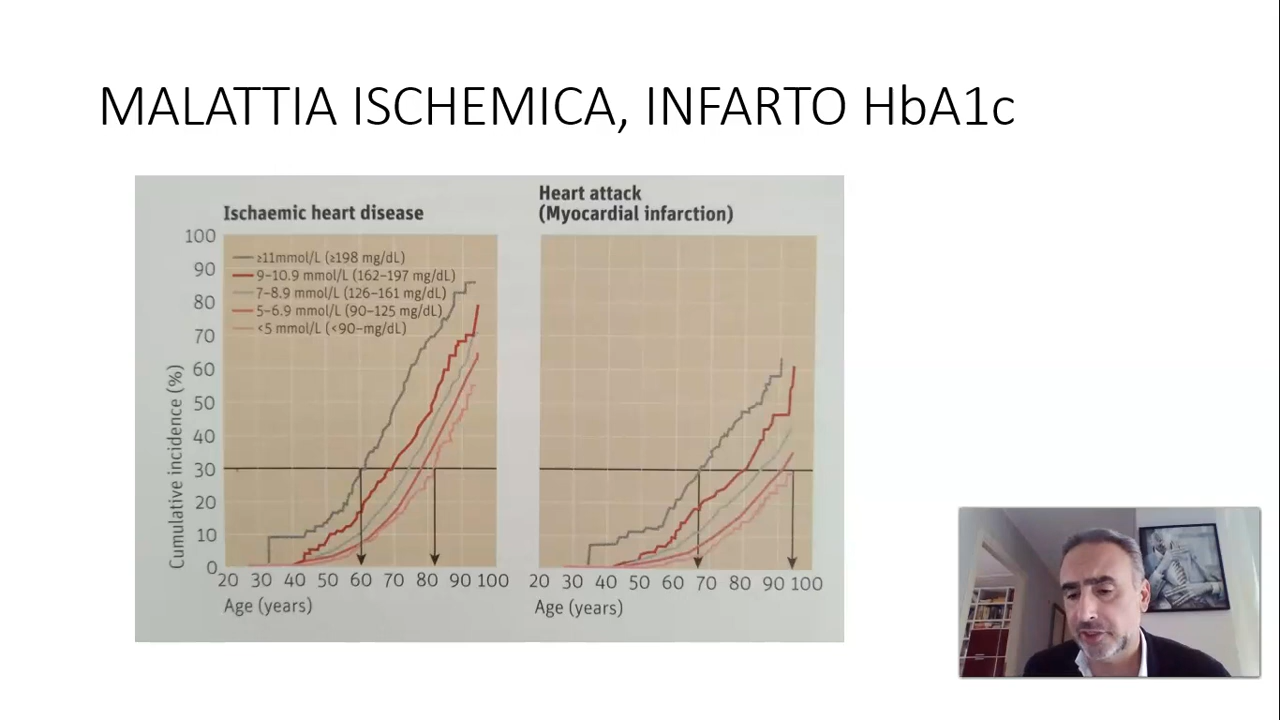 MALATTIA ISCHEMICA, INFARTO HbA1c
Ischaemic heart disease
Heart attack
(Myocardial infarction)
Cumulative incidence (%)
100
90
80
70
60
50
40
30
20
10
0
≥11mmol/L (≥198 mg/dL)
9–10.9 mmol/L (162–197 mg/dL)
7–8.9 mmol/L (126–161 mg/dL)
5–6.9 mmol/L (90–125 mg/dL)
<5 mmol/L (<90–mg/dL)
20 30 40 50 60 70 80 90 100
Age (years)
20 30 40 50 60 70 80 90 100
Age (years)